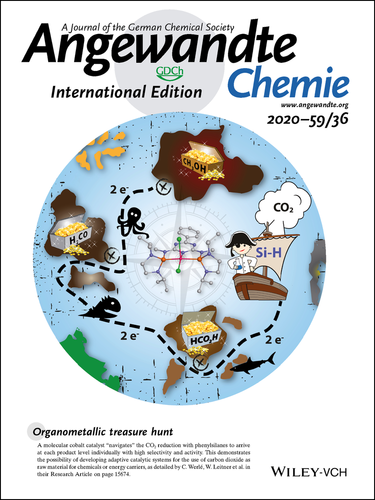 A Journal of the German Chemical Society
Angewandte
GDCh
International Edition
Chemie
www.angewandte.org
2020–59/36
CH₃OH
2 e⁻
CO₂
H₂CO
Si-H
2 e⁻
HCO₂H
2 e⁻
Organometallic treasure hunt
A molecular cobalt catalyst “navigates” the CO₂ reduction with phenylsilanes to arrive
at each product level individually with high selectivity and activity. This demonstrates
the possibility of developing adaptive catalytic systems for the use of carbon dioxide as
raw material for chemicals or energy carriers, as detailed by C. Werlé, W. Leitner et al. in
their Research Article on page 15674.
WILEY-VCH